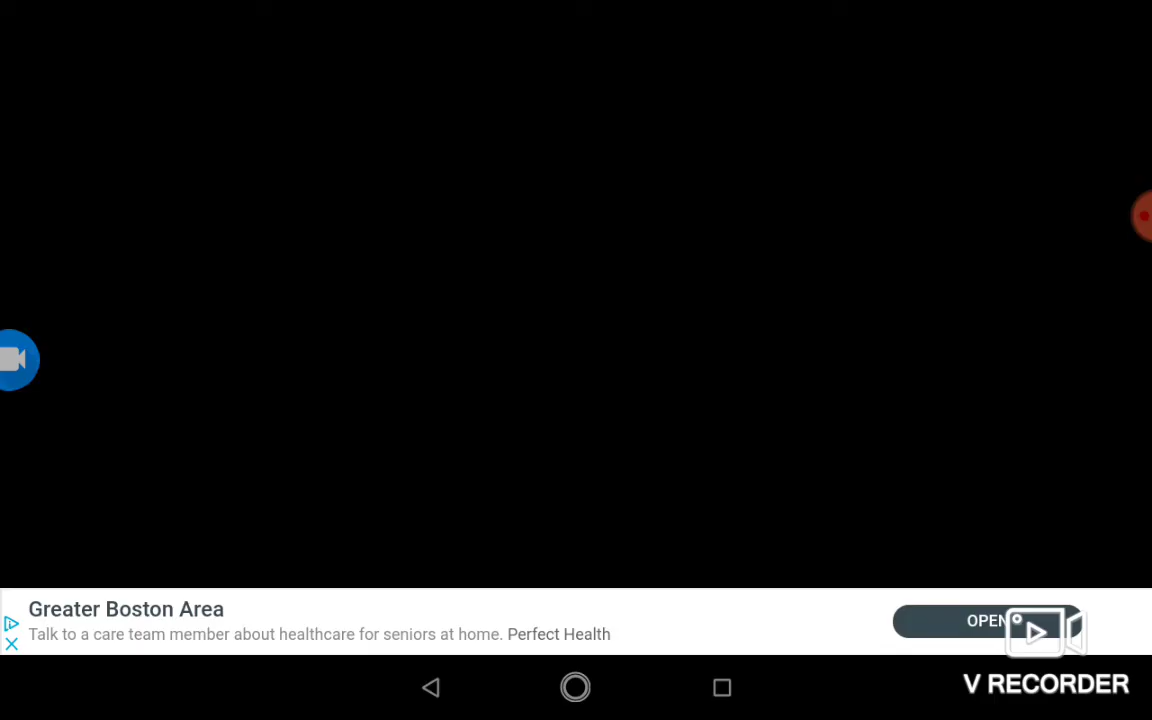 Greater Boston Area
Talk to a care team member about healthcare for seniors at home. Perfect Health
OPEN
V RECORDER